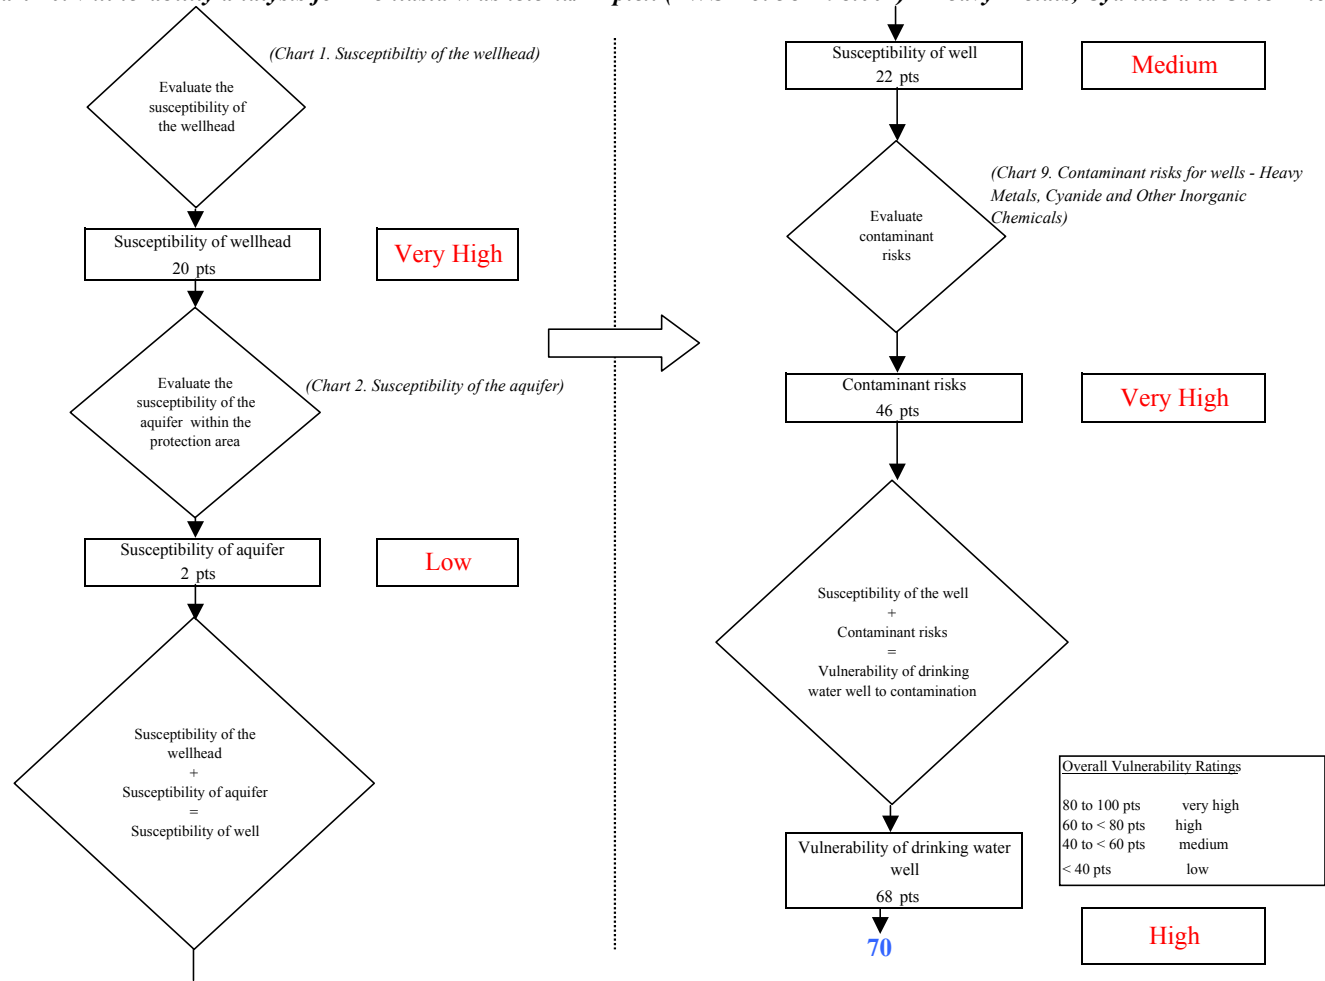 (Chart 1. Susceptibiltiy of the wellhead)
Evaluate the
susceptibility of
the wellhead
Susceptibility of wellhead
20 pts
Very High
(Chart 2. Susceptibility of the aquifer)
Evaluate the
susceptibility of the
aquifer within the
protection area
Susceptibility of aquifer
2 pts
Low
Susceptibility of the
wellhead
+
Susceptibility of aquifer
=
Susceptibility of well
Susceptibility of well
22 pts
Medium
(Chart 9. Contaminant risks for wells - Heavy
Metals, Cyanide and Other Inorganic
Chemicals)
Evaluate
contaminant
risks
Contaminant risks
46 pts
Very High
Susceptibility of the well
+
Contaminant risks
=
Vulnerability of drinking
water well to contamination
Overall Vulnerability Ratings
80 to 100 pts very high
60 to < 80 pts high
40 to < 60 pts medium
< 40 pts low
Vulnerability of drinking water
well
68 pts
70
High